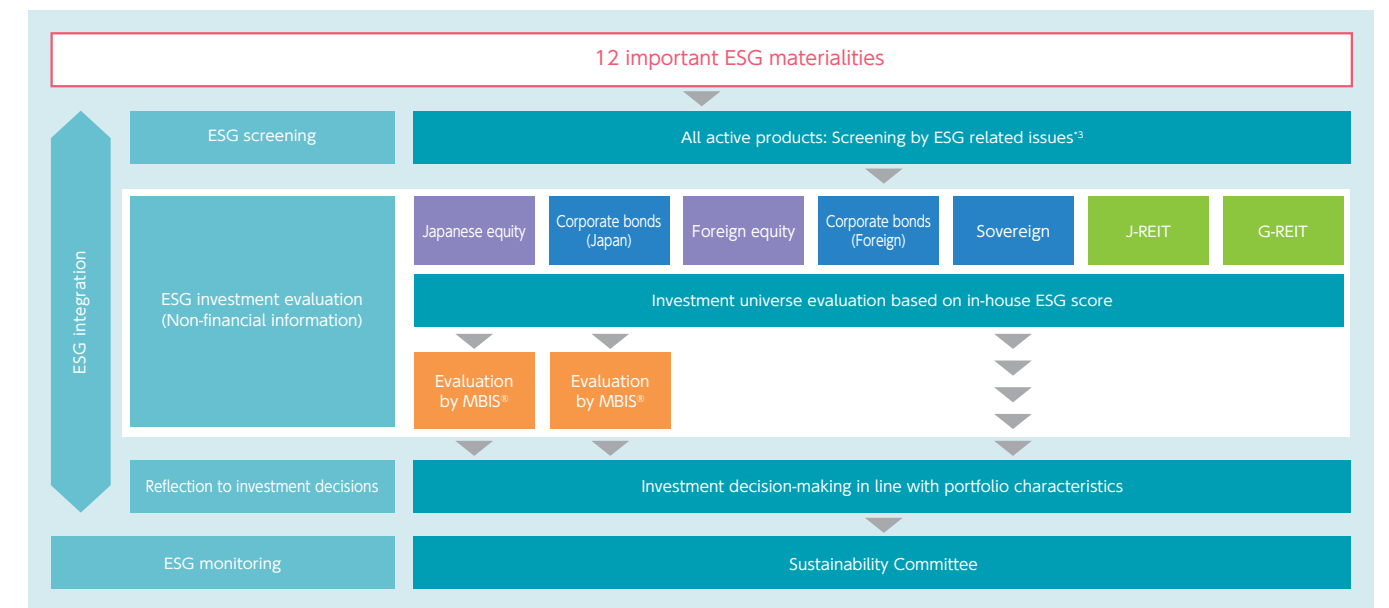 12 important ESG materialities
ESG integration
ESG screening
All active products: Screening by ESG related issues*3
ESG investment evaluation
(Non-financial information)
Japanese equity
Corporate bonds
(Japan)
Foreign equity
Corporate bonds
(Foreign)
Sovereign
J-REIT
G-REIT
Investment universe evaluation based on in-house ESG score
Evaluation
by MBIS®
Evaluation
by MBIS®
Reflection to investment decisions
Investment decision-making in line with portfolio characteristics
ESG monitoring
Sustainability Committee